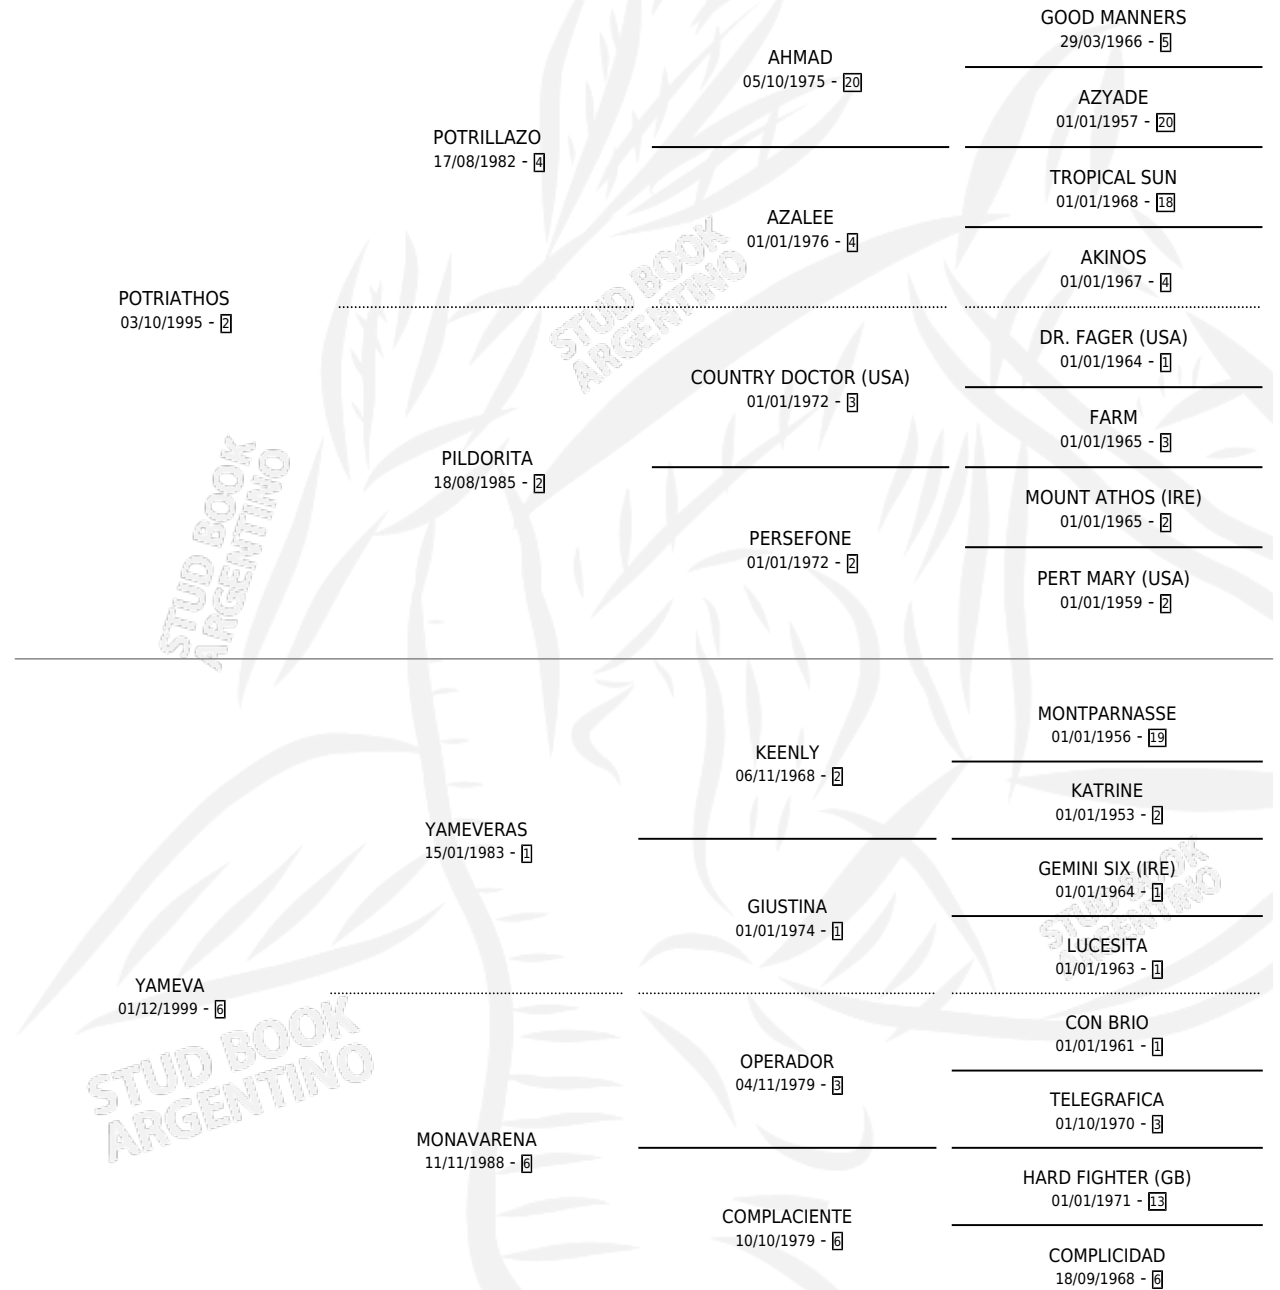 GOOD MANNERS
29/03/1966 - 5
AHMAD
05/10/1975 - 20
AZYADE
01/01/1957 - 20
POTRILLAZO
17/08/1982 - 4
TROPICAL SUN
01/01/1968 - 18
AZALEE
01/01/1976 - 4
AKINOS
01/01/1967 - 4
POTRIATHOS
03/10/1995 - 2
DR. FAGER (USA)
01/01/1964 - 1
COUNTRY DOCTOR (USA)
01/01/1972 - 3
FARM
01/01/1965 - 3
PILDORITA
18/08/1985 - 2
MOUNT ATHOS (IRE)
01/01/1965 - 2
PERSEFONE
01/01/1972 - 2
PERT MARY (USA)
01/01/1959 - 2
STUD BOOK
ARGENTINO
STUD BOOK
ARGENTINO
MONTPARNASSE
01/01/1956 - 19
KEENLY
06/11/1968 - 2
KATRINE
01/01/1953 - 2
YAMEVERAS
15/01/1983 - 1
GEMINI SIX (IRE)
01/01/1964 - 1
GIUSTINA
01/01/1974 - 1
LUCESITA
01/01/1963 - 1
YAMEVA
01/12/1999 - 6
CON BRIO
01/01/1961 - 1
OPERADOR
04/11/1979 - 3
TELEGRAFICA
01/10/1970 - 3
MONAVARENA
11/11/1988 - 6
HARD FIGHTER (GB)
01/01/1971 - 13
COMPLACIENTE
10/10/1979 - 6
COMPLICIDAD
18/09/1968 - 6
STUD BOOK
ARGENTINO
STUD BOOK
ARGENTINO